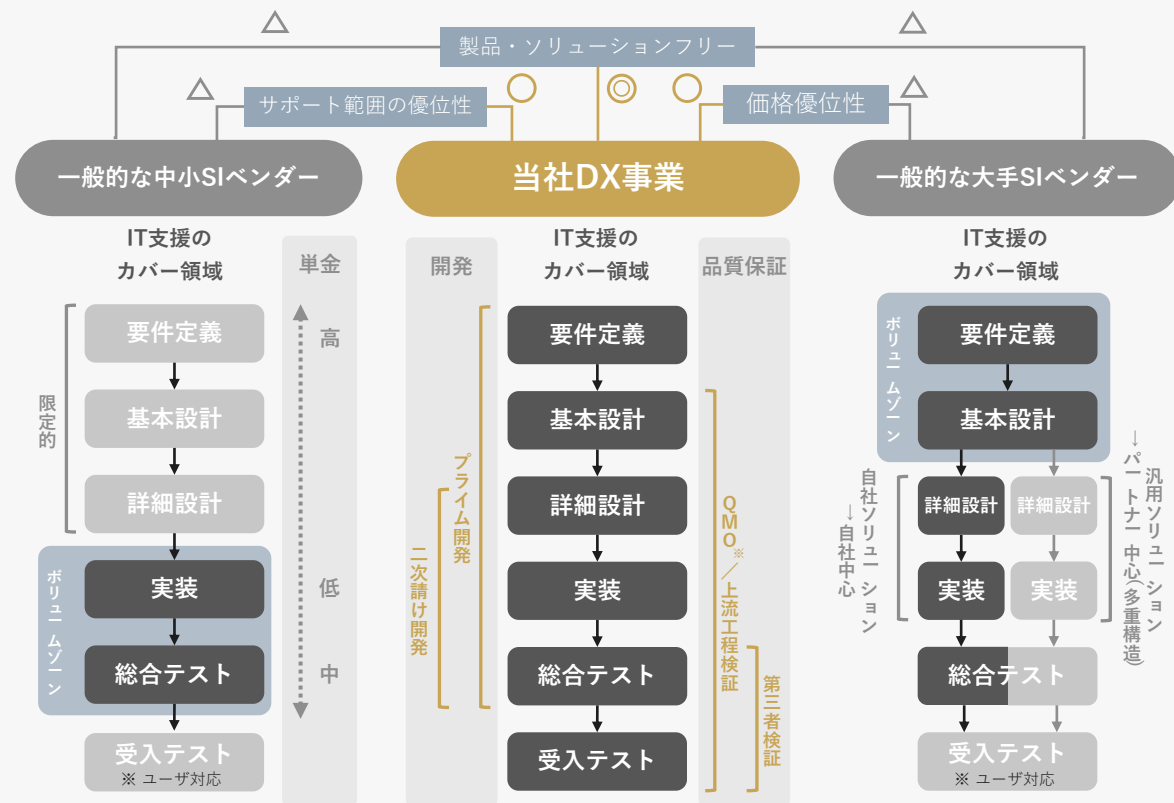 製品・ソリューションフリー
サポート範囲の優位性
価格優位性
一般的な中小SIベンダー
当社DX事業
一般的な大手SIベンダー
IT支援の
カバー領域
単金
限定的
要件定義
基本設計
詳細設計
ボリュームゾーン
実装
総合テスト
受入テスト
※ ユーザ対応
高
低
中
開発
IT支援の
カバー領域
品質保証
プライム開発
二次請け開発
要件定義
基本設計
詳細設計
実装
総合テスト
受入テスト
QMO※／上流工程検証
第三者検証
IT支援の
カバー領域
ボリュームゾーン
要件定義
基本設計
自社ソリューション
→自社中心
詳細設計
詳細設計
実装
実装
汎用ソリューション
→パートナー中心(多重構造)
総合テスト
受入テスト
※ ユーザ対応